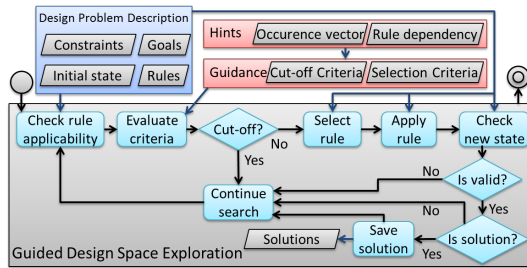 Design Problem Description
Constraints
Goals
Initial state
Rules
Hints
Occurence vector
Rule dependency
Guidance
Cut-off Criteria
Selection Criteria
Check rule
applicability
Evaluate
criteria
Cut-off?
No
Select
rule
Apply
rule
Check
new state
Yes
No
Is valid?
Continue
search
Yes
No
Is solution?
Yes
Save
solution
Solutions
Guided Design Space Exploration